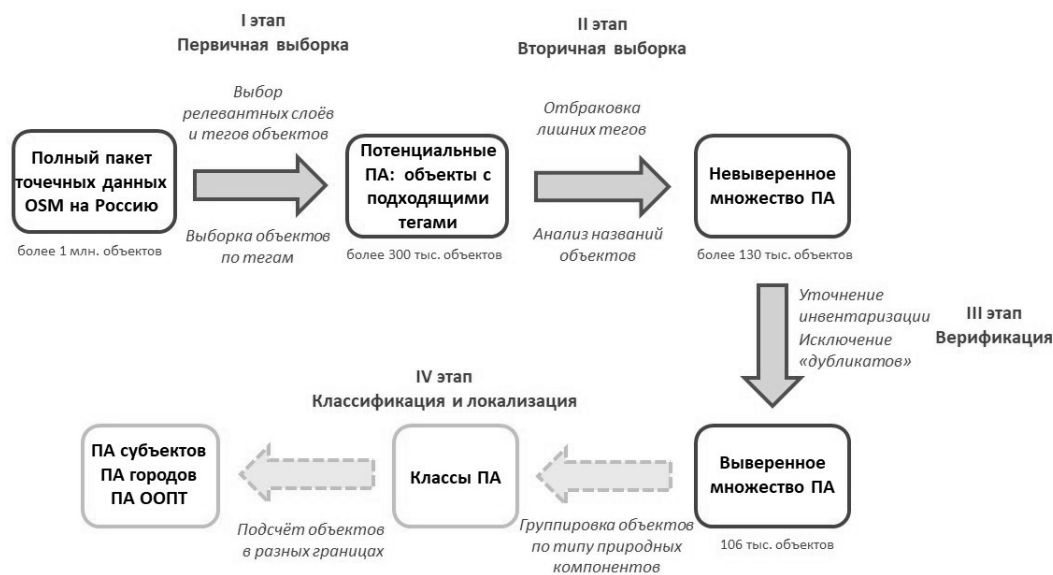 I этап
Первичная выборка
II этап
Вторичная выборка
Выбор
релевантных слоёв
и тегов объектов
Отбраковка
лишних тегов
Полный пакет
точечных данных
OSM на Россию
Потенциальные
ПА: объекты с
подходящими
тегами
Невыверенное
множество ПА
более 1 млн. объектов
Выборка объектов
по тегам
более 300 тыс. объектов
Анализ названий
объектов
более 130 тыс. объектов
Уточнение
инвентаризации
Исключение
«дубликатов»
III этап
Верификация
IV этап
Классификация и локализация
ПА субъектов
ПА городов
ПА ООПТ
Классы ПА
Выверенное
множество ПА
Подсчёт объектов
в разных границах
Группировка объектов
по типу природных
компонентов
106 тыс. объектов